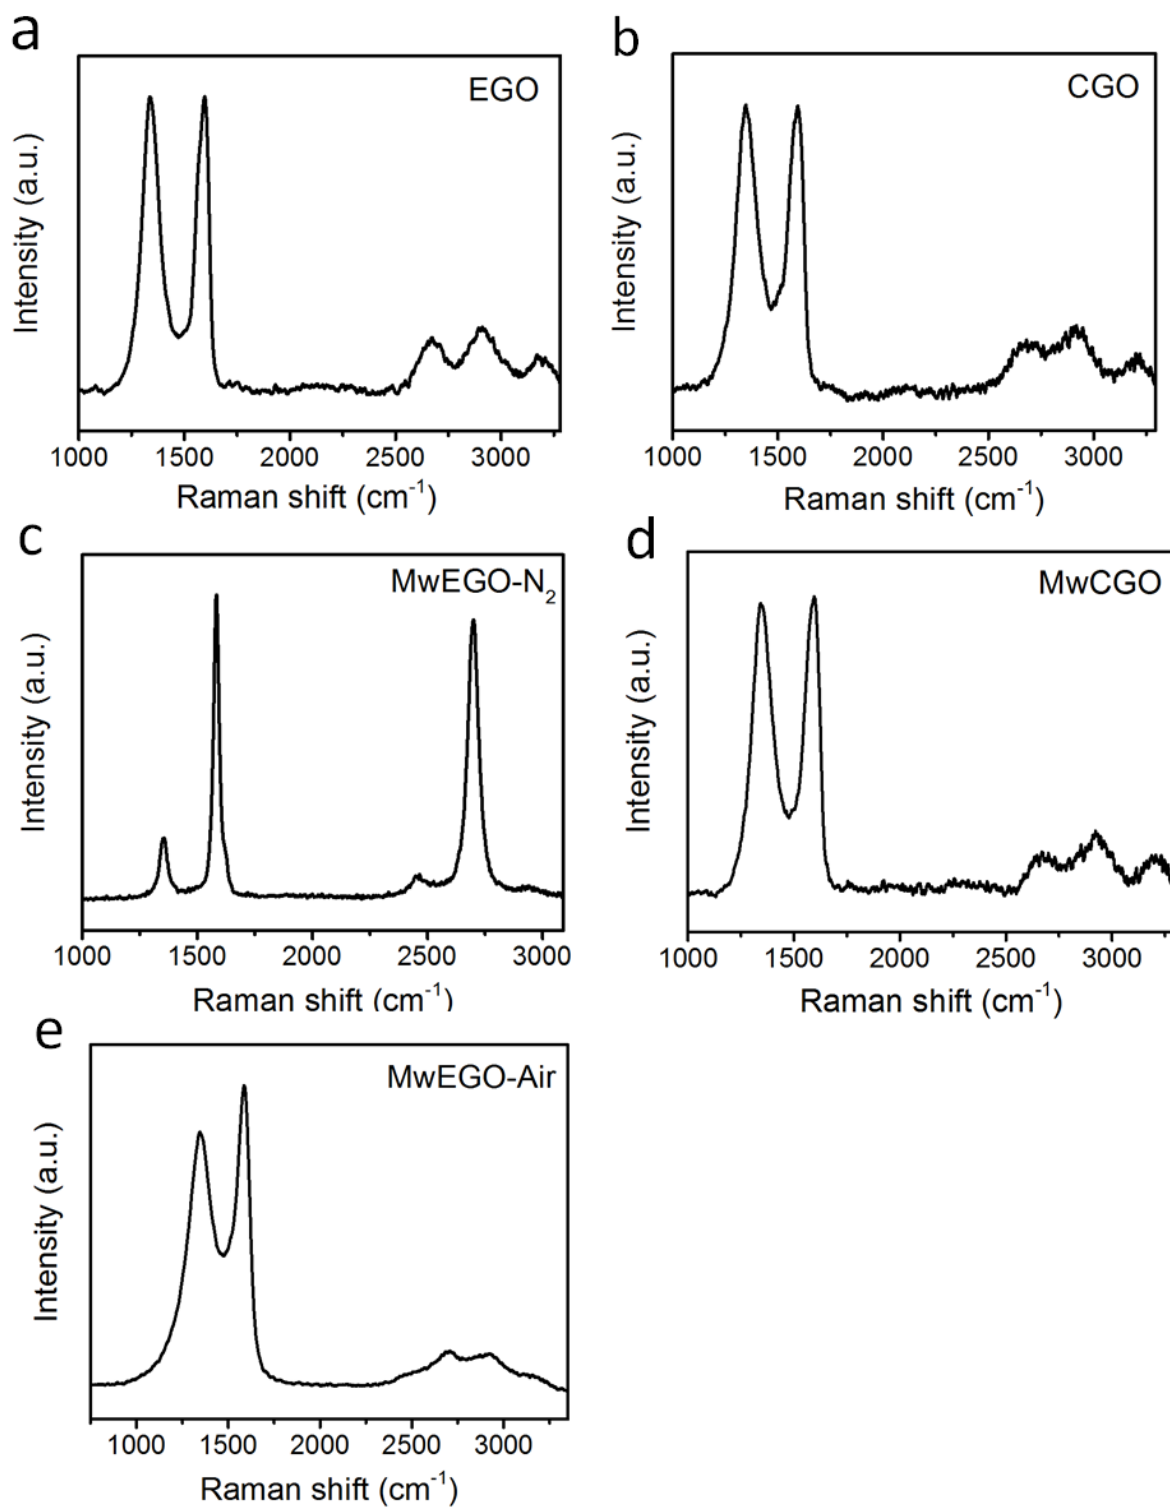 a
EGO
Intensity (a.u.)
1000 1500 2000 2500 3000
Raman shift (cm⁻¹)
b
CGO
Intensity (a.u.)
1000 1500 2000 2500 3000
Raman shift (cm⁻¹)
c
MwEGO-N₂
Intensity (a.u.)
1000 1500 2000 2500 3000
Raman shift (cm⁻¹)
d
MwCGO
Intensity (a.u.)
1000 1500 2000 2500 3000
Raman shift (cm⁻¹)
e
MwEGO-Air
Intensity (a.u.)
1000 1500 2000 2500 3000
Raman shift (cm⁻¹)